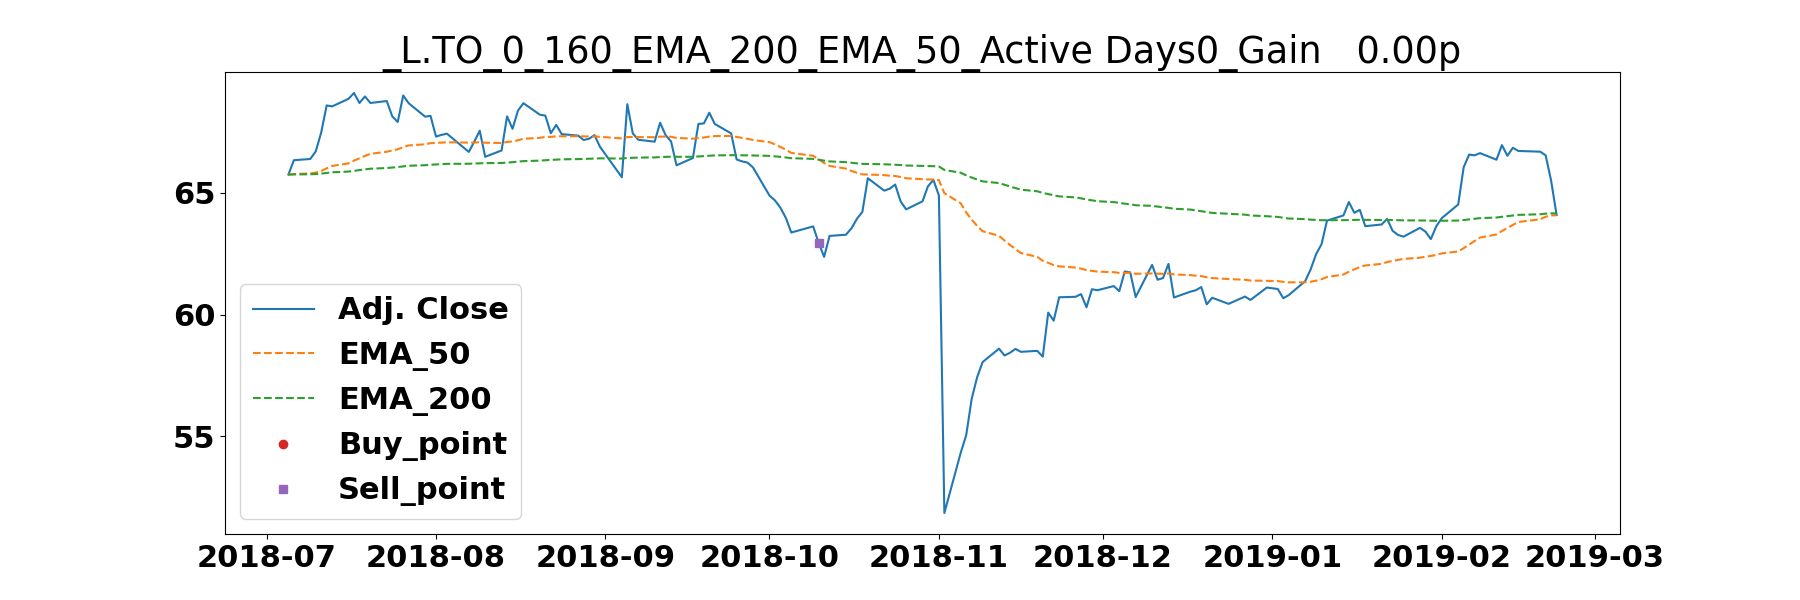 _L.TO_0_160_EMA_200_EMA_50_Active Days0_Gain   0.00p
65
60
55
Adj. Close
EMA_50
EMA_200
Buy_point
Sell_point
2018-07 2018-08 2018-09 2018-10 2018-11 2018-12 2019-01 2019-02 2019-03